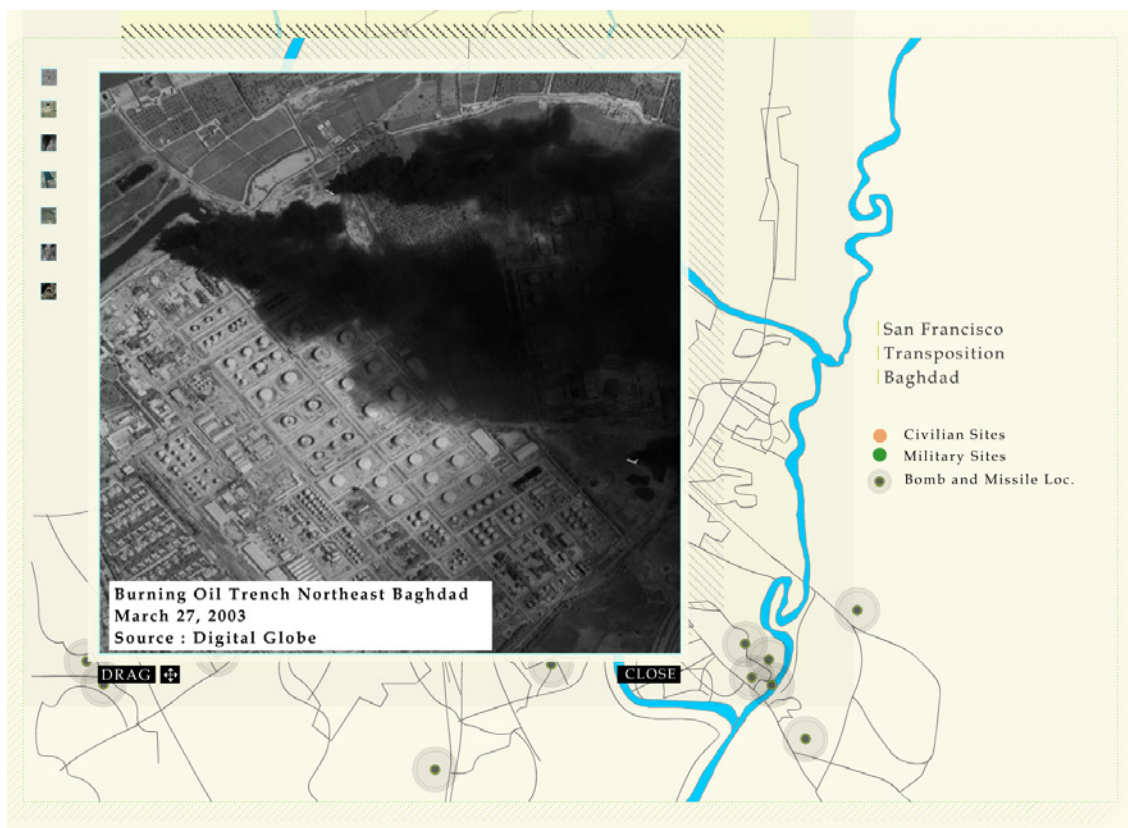 San Francisco
Transposition
Baghdad
Civilian Sites
Military Sites
Bomb and Missile Loc.
Burning Oil Trench Northeast Baghdad
March 27, 2003
Source : Digital Globe
DRAG
CLOSE